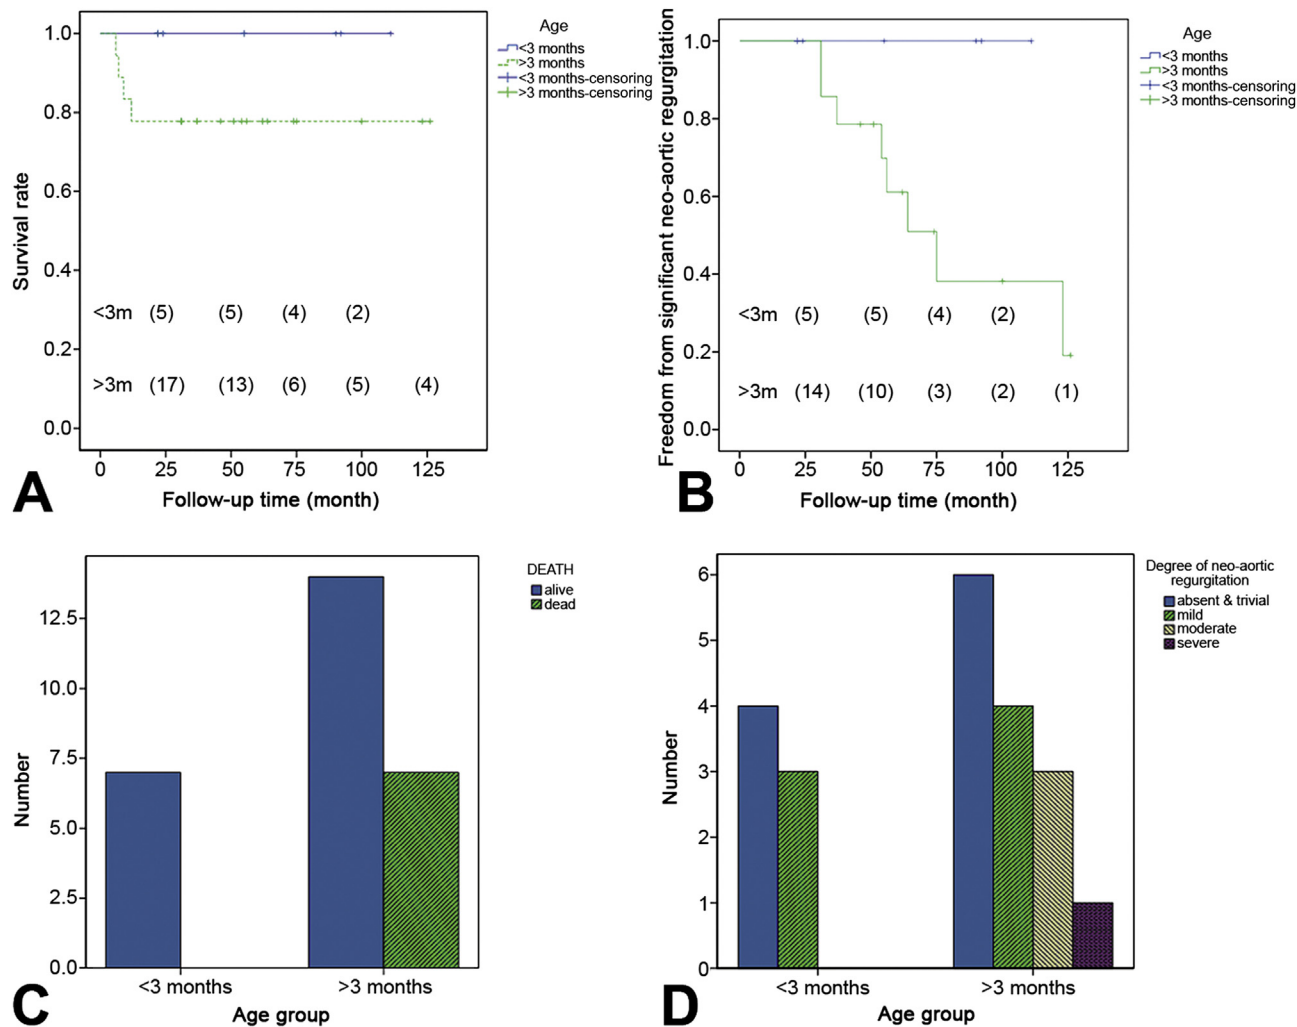 Survival rate
1.0
0.8
0.6
0.4
0.2
0.0
<3m (5) (5) (4) (2)
>3m (17) (13) (6) (5) (4)
0 25 50 75 100 125
Follow-up time (month)
A
Age
<3 months
>3 months
<3 months-censoring
>3 months-censoring
Freedom from significant neo-aortic regurgitation
1.0
0.8
0.6
0.4
0.2
0.0
<3m (5) (5) (4) (2)
>3m (14) (10) (3) (2) (1)
0 25 50 75 100 125
Follow-up time (month)
B
Age
<3 months
>3 months
<3 months-censoring
>3 months-censoring
Number
12.5
10.0
7.5
5.0
2.5
0.0
<3 months >3 months
Age group
C
DEATH
alive
dead
Number
6
5
4
3
2
1
0
<3 months >3 months
Age group
D
Degree of neo-aortic
regurgitation
absent & trivial
mild
moderate
severe